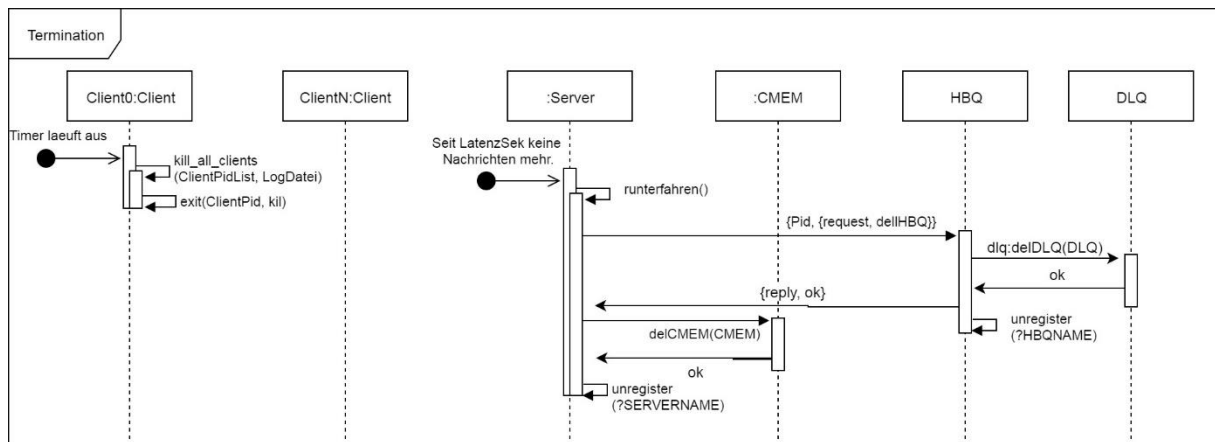 Termination
Client0:Client
ClientN:Client
:Server
:CMEM
HBQ
DLQ
Timer laeuft aus
kill_all_clients
(ClientPidList, LogDatei)
exit(ClientPid, kil)
Seit LatenzSek keine
Nachrichten mehr.
runterfahren()
{Pid, {request, dellHBQ}}
dlq:delDLQ(DLQ)
ok
{reply, ok}
unregister
(?HBQNAME)
delCMEM(CMEM)
ok
unregister
(?SERVERNAME)